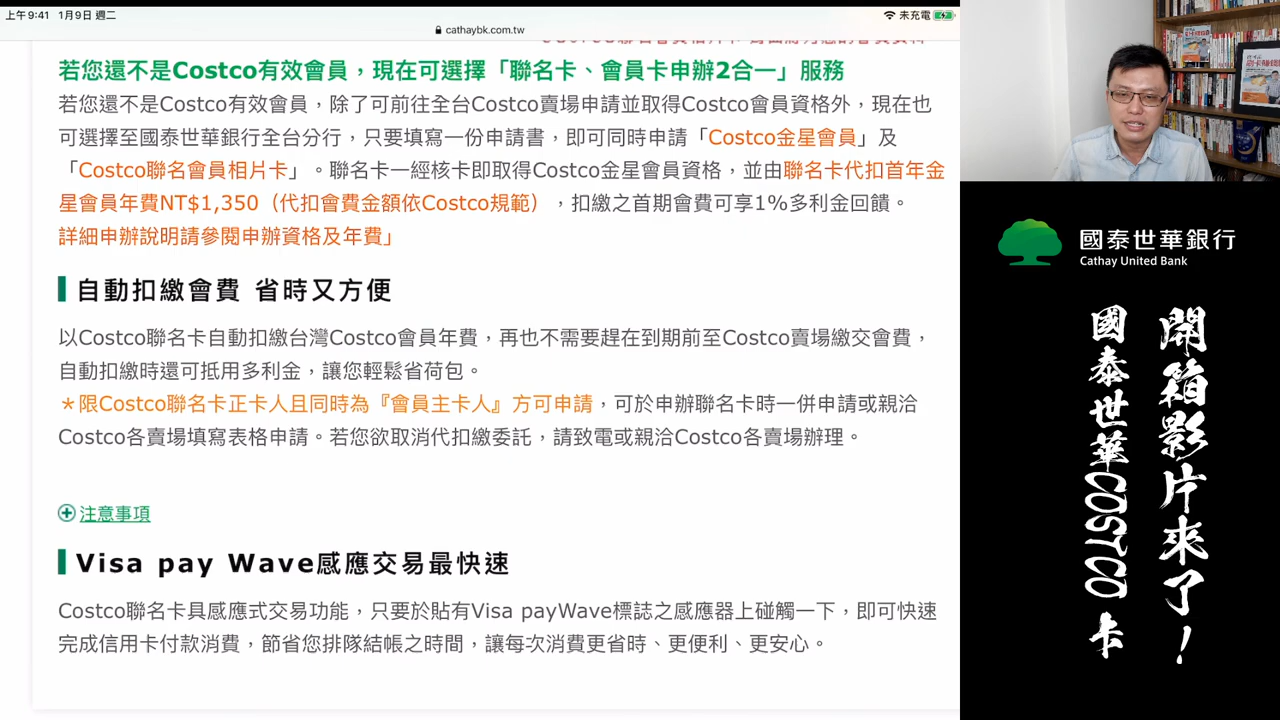 上午9:41 1月9日 週二
未充電
cathaybk.com.tw
若您還不是Costco有效會員，現在可選擇「聯名卡、會員卡申辦2合一」服務
若您還不是Costco有效會員，除了可前往全台Costco賣場申請並取得Costco會員資格外，現在也
可選擇至國泰世華銀行全台分行，只要填寫一份申請書，即可同時申請「Costco金星會員」及
「Costco聯名會員相片卡」。聯名卡一經核卡即取得Costco金星會員資格，並由聯名卡代扣首年金
星會員年費NT$1,350（代扣會費金額依Costco規範），扣繳之首期會費可享1%多利金回饋。
詳細申辦說明請參閱申辦資格及年費」
自動扣繳會費 省時又方便
以Costco聯名卡自動扣繳台灣Costco會員年費，再也不需要趕在到期前至Costco賣場繳交會費，
自動扣繳時還可抵用多利金，讓您輕鬆省荷包。
＊限Costco聯名卡正卡人且同時為『會員主卡人』方可申請，可於申辦聯名卡時一併申請或親洽
Costco各賣場填寫表格申請。若您欲取消代扣繳委託，請致電或親洽Costco各賣場辦理。
注意事項
Visa pay Wave感應交易最快速
Costco聯名卡具感應式交易功能，只要於貼有Visa payWave標誌之感應器上碰觸一下，即可快速
完成信用卡付款消費，節省您排隊結帳之時間，讓每次消費更省時、更便利、更安心。
國泰世華銀行
Cathay United Bank
開箱影片來了！
國泰世華COSTCO卡